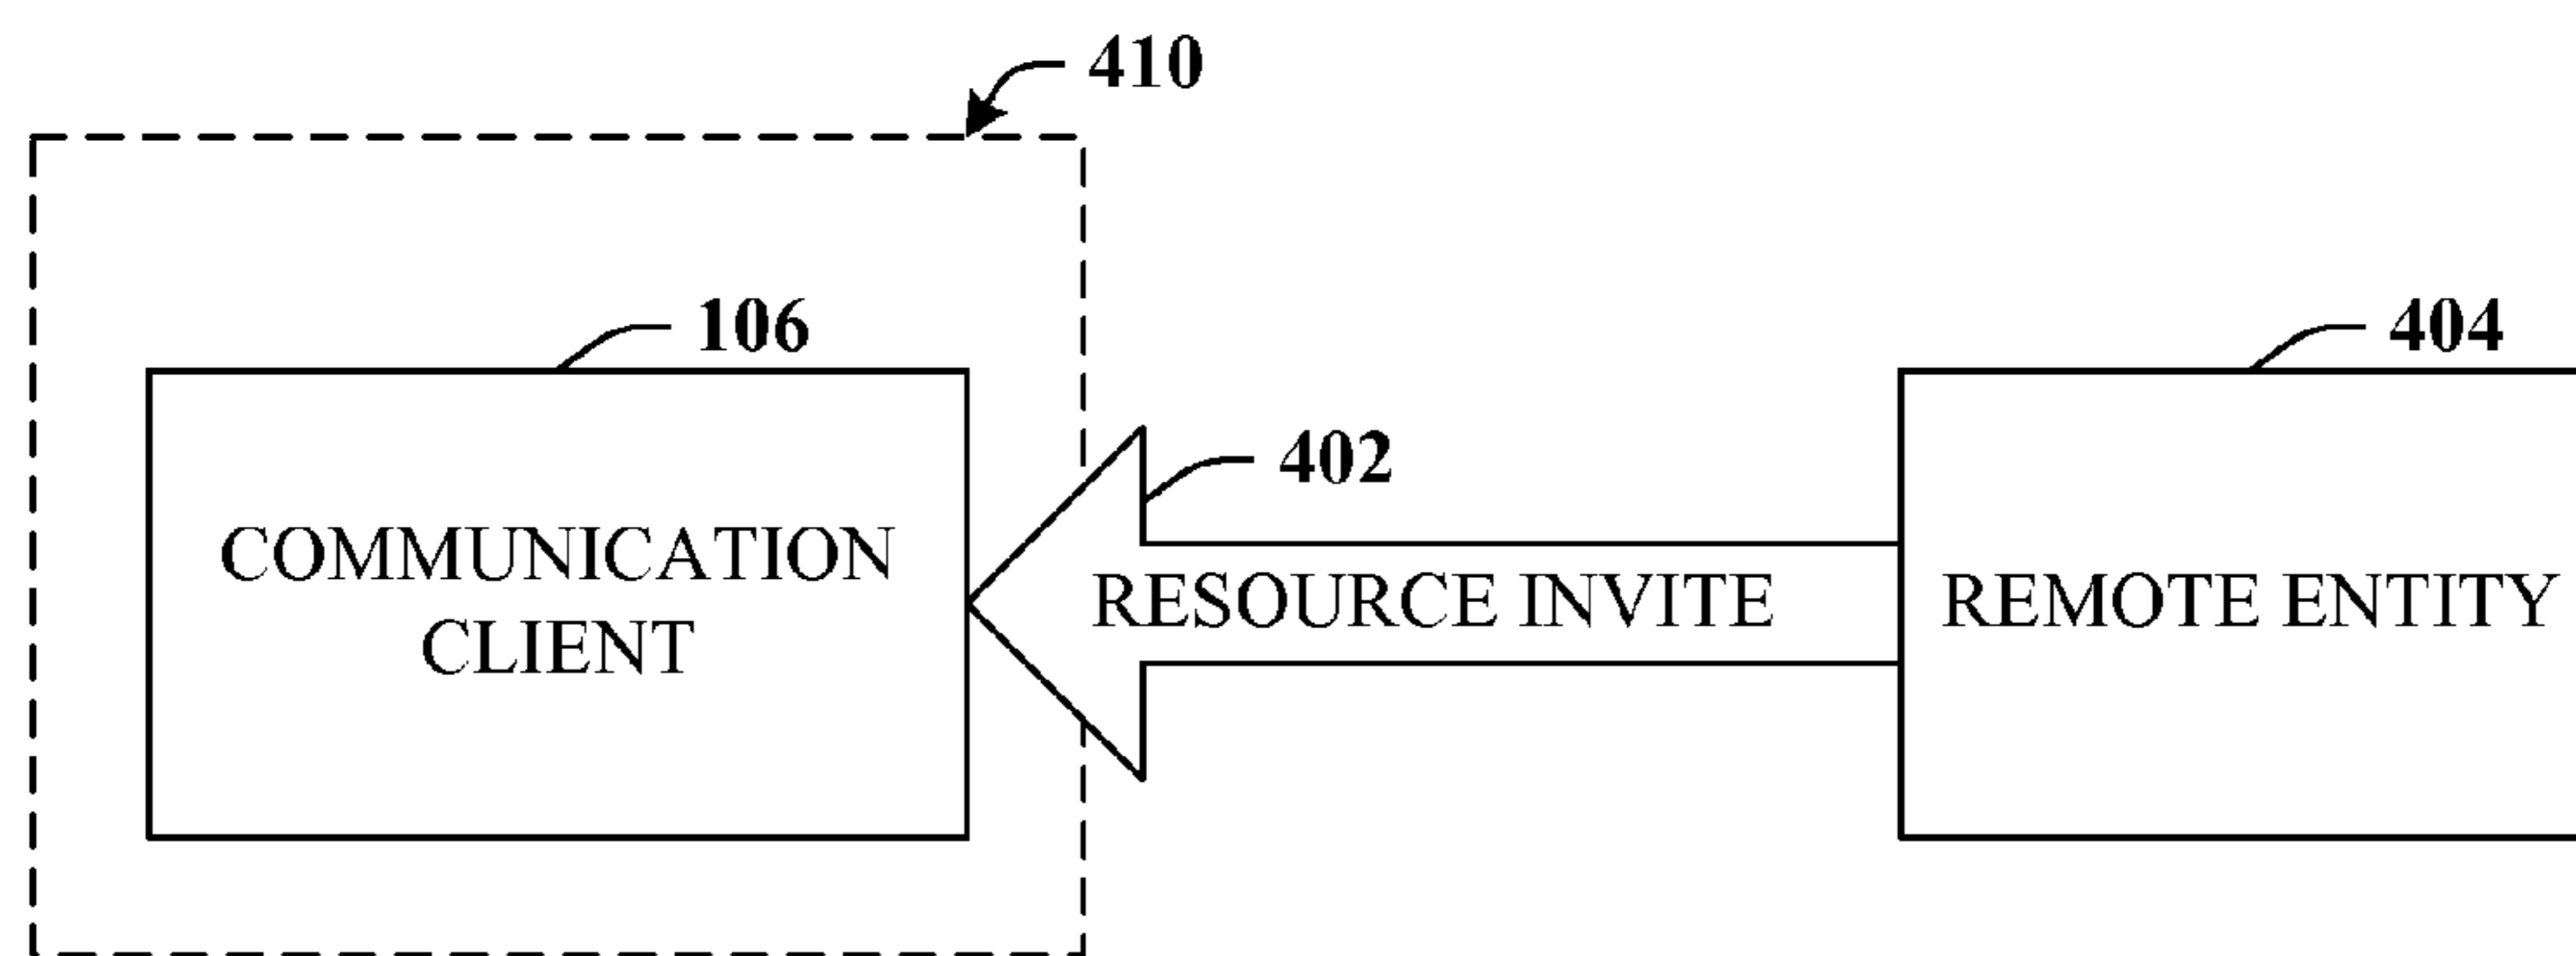 410
106
404
402
COMMUNICATION
CLIENT
RESOURCE INVITE
REMOTE ENTITY